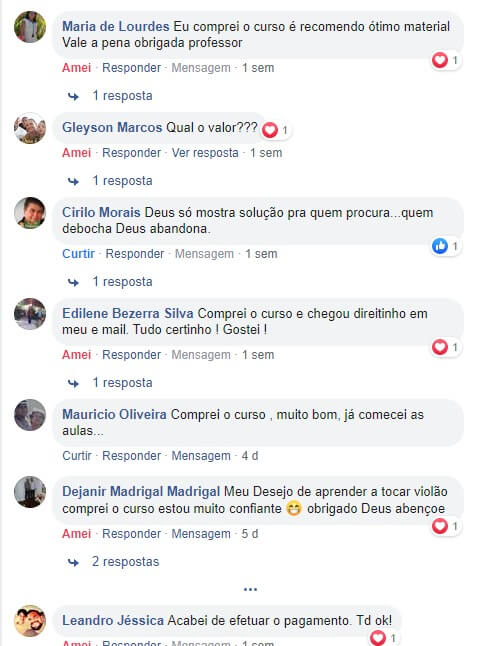 Maria de Lourdes Eu comprei o curso é recomendo ótimo material
Vale a pena obrigada professor
1
Amei · Responder · Mensagem · 1 sem
1 resposta
Gleyson Marcos Qual o valor???
1
Amei · Responder · Ver resposta · 1 sem
1 resposta
Cirilo Morais Deus só mostra solução pra quem procura...quem
debocha Deus abandona.
1
Curtir · Responder · Mensagem · 1 sem
1 resposta
Edilene Bezerra Silva Comprei o curso e chegou direitinho em
meu e mail. Tudo certinho ! Gostei !
1
Amei · Responder · Mensagem · 1 sem
1 resposta
Mauricio Oliveira Comprei o curso , muito bom, já comecei as
aulas...
Curtir · Responder · Mensagem · 4 d
Dejanir Madrigal Madrigal Meu Desejo de aprender a tocar violão
comprei o curso estou muito confiante 😁 obrigado Deus abençoe
1
Amei · Responder · Mensagem · 5 d
2 respostas
...
Leandro Jéssica Acabei de efetuar o pagamento. Td ok!
1
Amei · Responder · Mensagem · 1 sem